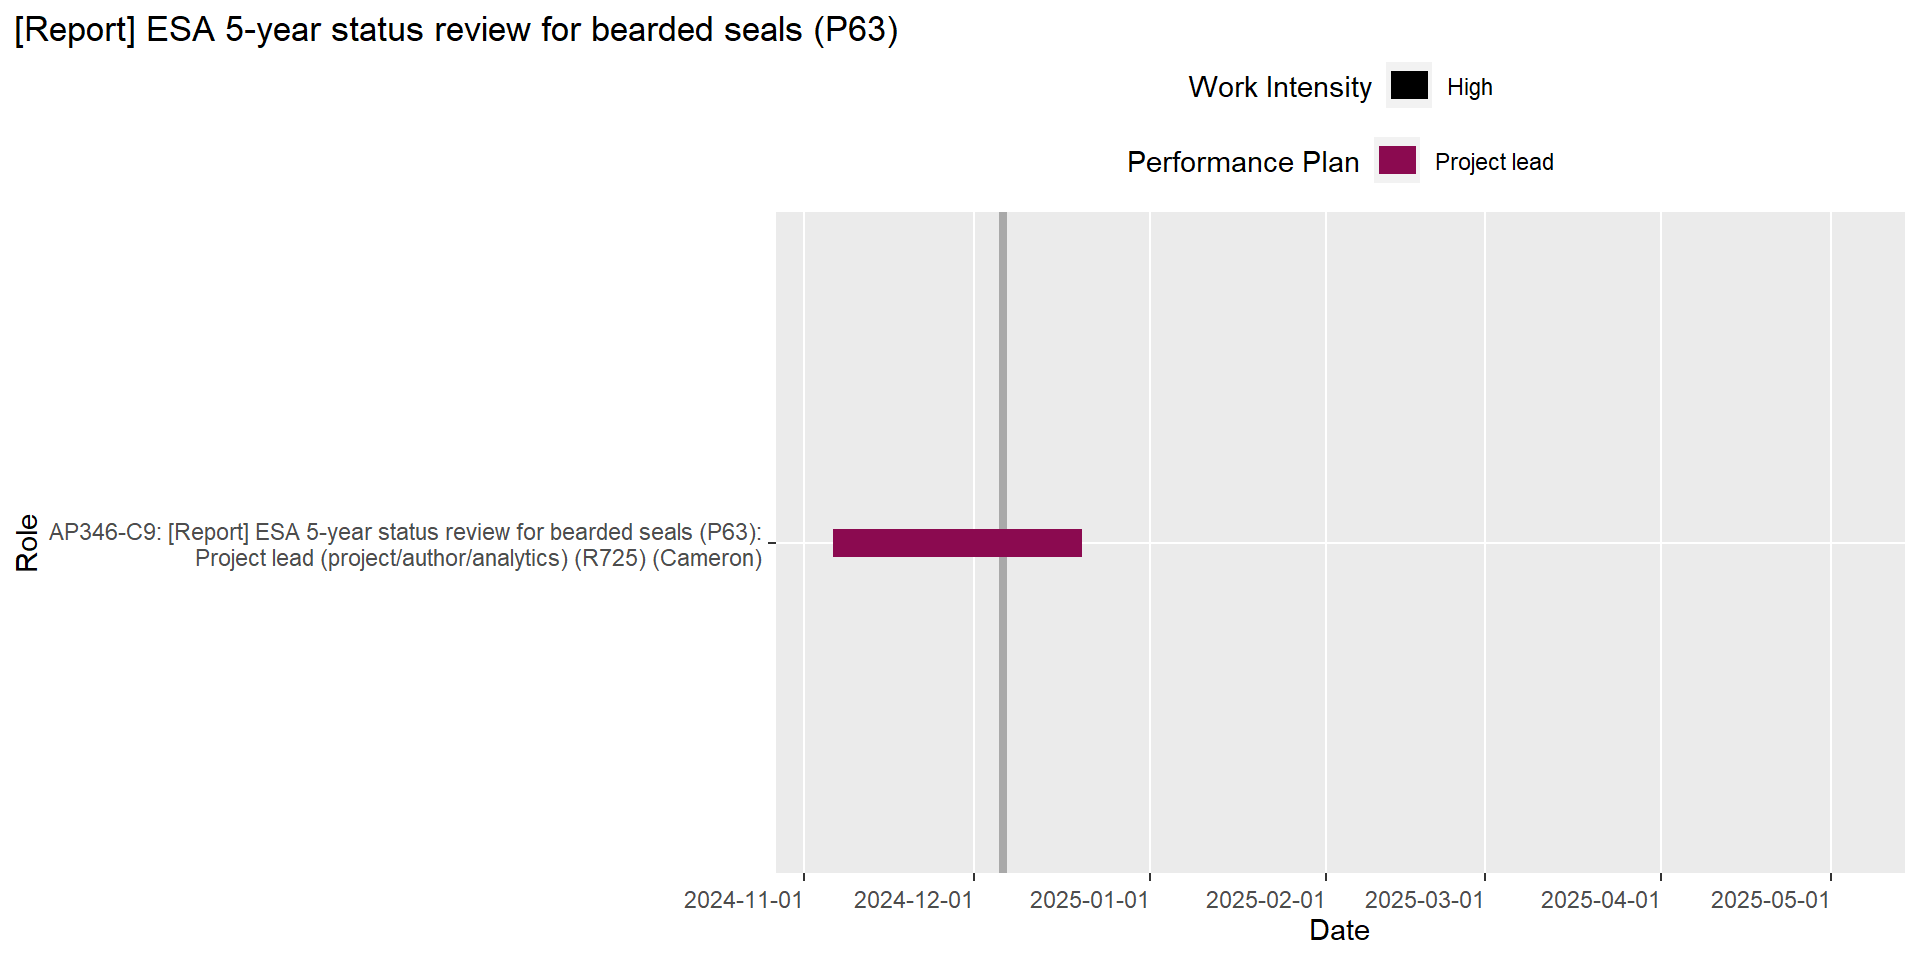 [Report] ESA 5-year status review for bearded seals (P63)
Work Intensity High
Performance Plan Project lead
Role
AP346-C9: [Report] ESA 5-year status review for bearded seals (P63):
Project lead (project/author/analytics) (R725) (Cameron)
2024-11-01 2024-12-01 2025-01-01 2025-02-01 2025-03-01 2025-04-01 2025-05-01
Date